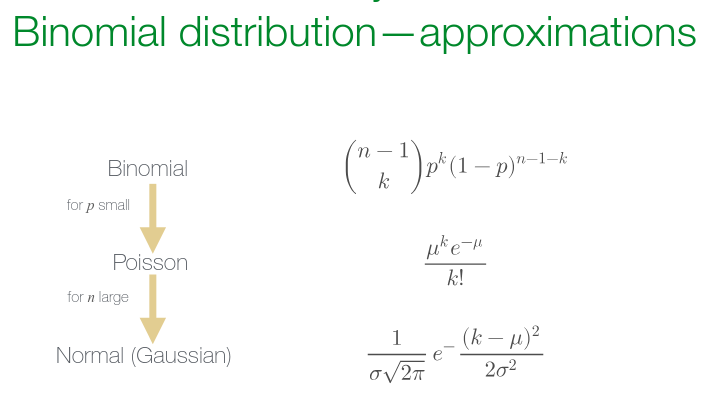 Binomial distribution—approximations
Binomial
\binom{n-1}{k} p^k (1-p)^{n-1-k}
for p small
Poisson
\frac{\mu^k e^{-\mu}}{k!}
for n large
Normal (Gaussian)
\frac{1}{\sigma\sqrt{2\pi}} e^- \frac{(k-\mu)^2}{2\sigma^2}